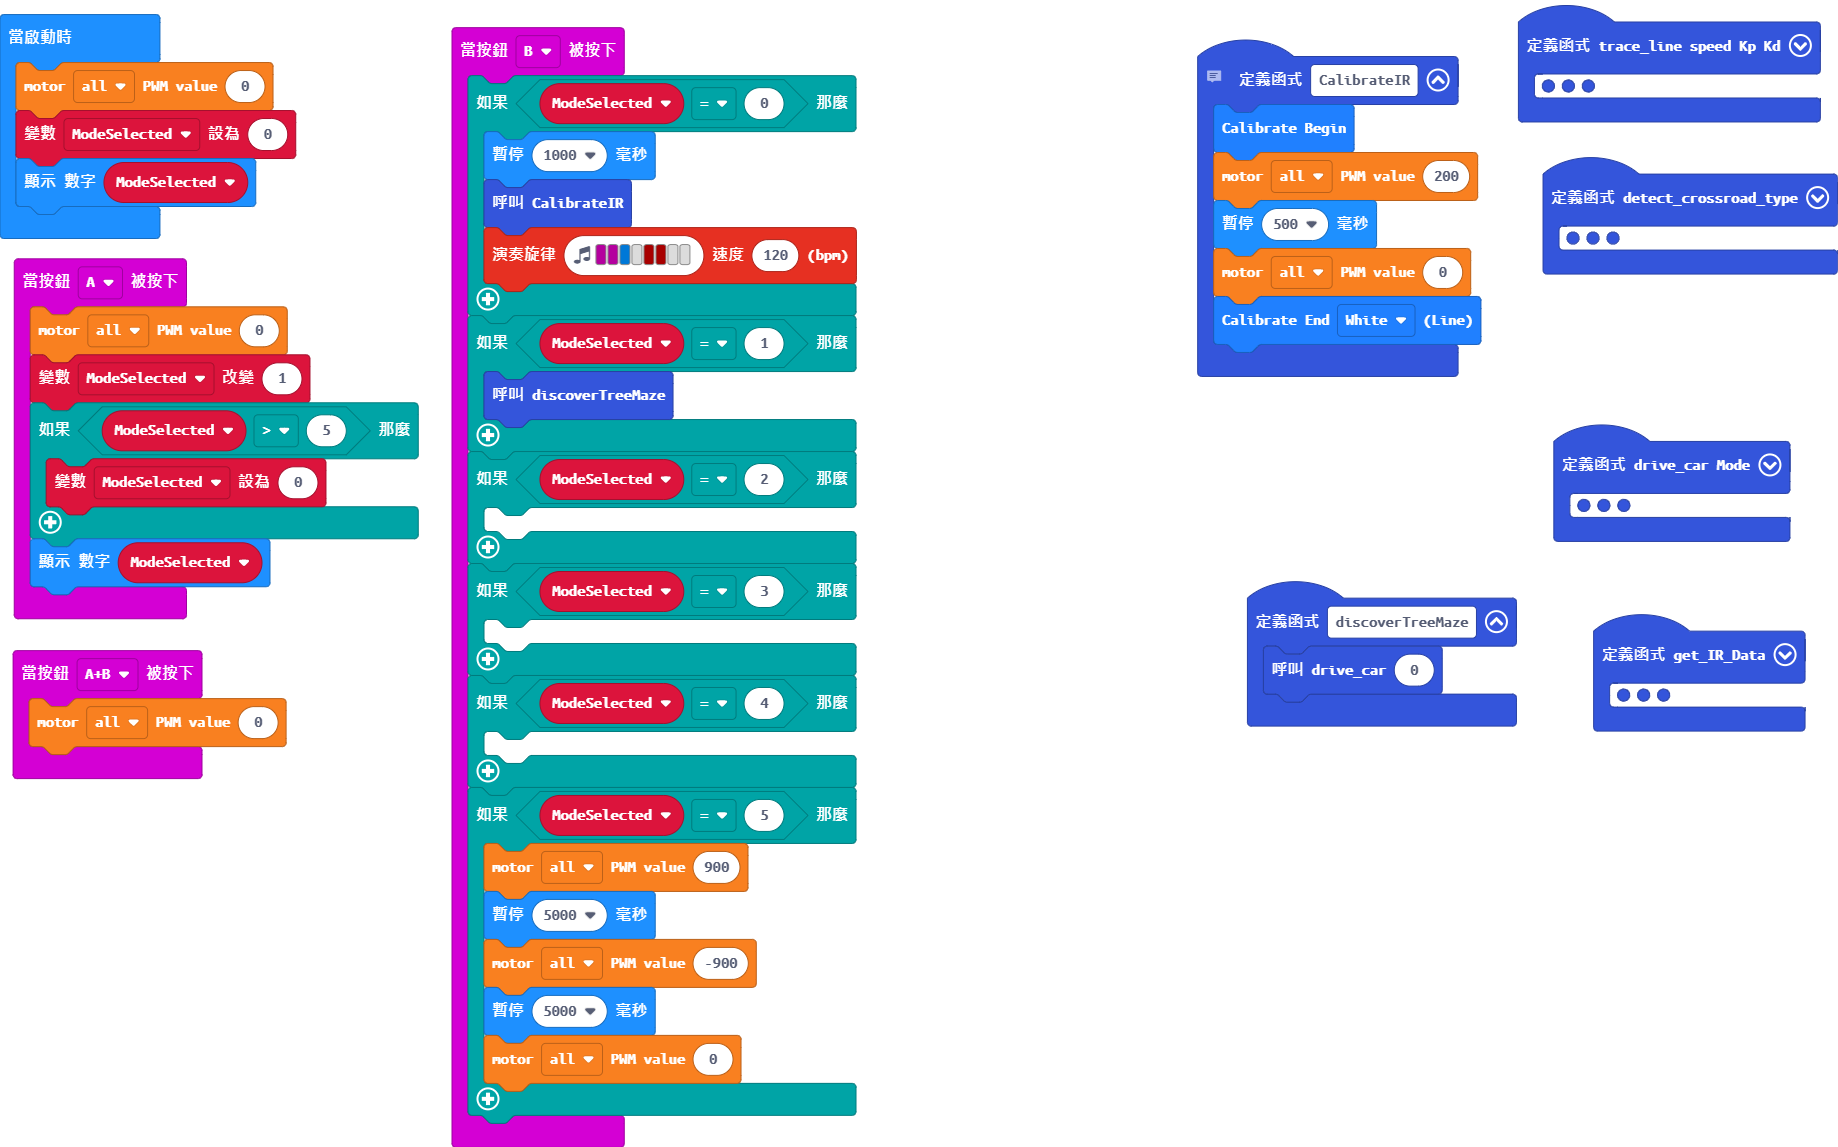 當啟動時
motor all PWM value 0
變數 ModeSelected 設為 0
顯示 數字 ModeSelected
當按鈕 A 被按下
motor all PWM value 0
變數 ModeSelected 改變 1
如果 ModeSelected > 5 那麼
變數 ModeSelected 設為 0
顯示 數字 ModeSelected
當按鈕 A+B 被按下
motor all PWM value 0
當按鈕 B 被按下
如果 ModeSelected = 0 那麼
暫停 1000 毫秒
呼叫 CalibrateIR
演奏旋律 速度 120 (bpm)
如果 ModeSelected = 1 那麼
呼叫 discoverTreeMaze
如果 ModeSelected = 2 那麼
如果 ModeSelected = 3 那麼
如果 ModeSelected = 4 那麼
如果 ModeSelected = 5 那麼
motor all PWM value 900
暫停 5000 毫秒
motor all PWM value -900
暫停 5000 毫秒
motor all PWM value 0
定義函式 CalibrateIR
Calibrate Begin
motor all PWM value 200
暫停 500 毫秒
motor all PWM value 0
Calibrate End White (Line)
定義函式 trace_line speed Kp Kd
定義函式 detect_crossroad_type
定義函式 drive_car Mode
定義函式 discoverTreeMaze
呼叫 drive_car 0
定義函式 get_IR_Data